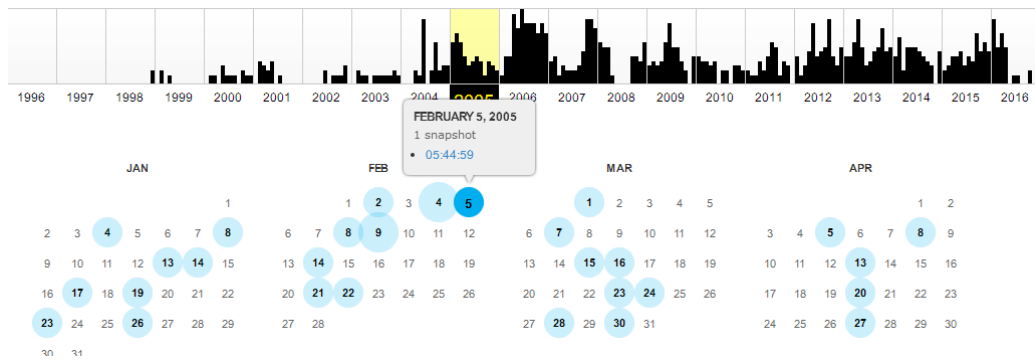 1996 1997 1998 1999 2000 2001 2002 2003 2004 2005 2006 2007 2008 2009 2010 2011 2012 2013 2014 2015 2016
FEBRUARY 5, 2005
1 snapshot
• 05:44:59
JAN
1
2 3 4 5 6 7 8
9 10 11 12 13 14 15
16 17 18 19 20 21 22
23 24 25 26 27 28 29
30 31
FEB
1 2 3 4 5
6 7 8 9 10 11 12
13 14 15 16 17 18 19
20 21 22 23 24 25 26
27 28
MAR
1 2 3 4 5
6 7 8 9 10 11 12
13 14 15 16 17 18 19
20 21 22 23 24 25 26
27 28 29 30 31
APR
1 2
3 4 5 6 7 8 9
10 11 12 13 14 15 16
17 18 19 20 21 22 23
24 25 26 27 28 29 30